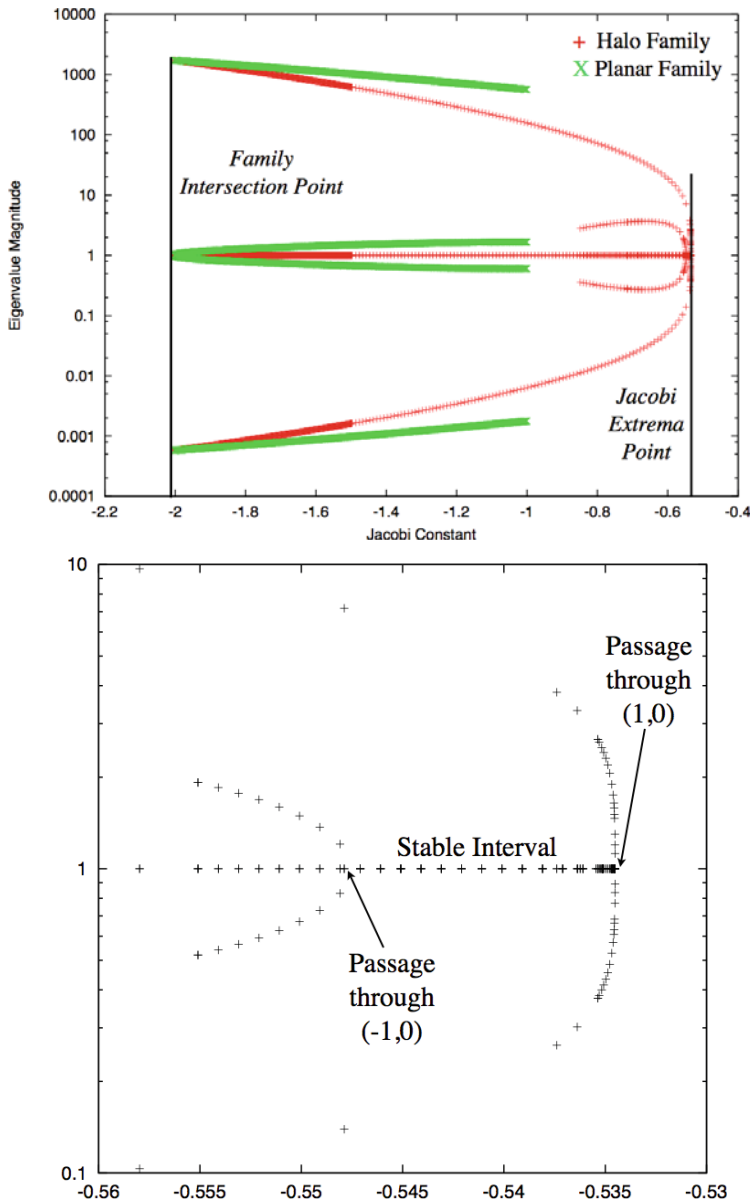 10000
1000
100
10
1
0.1
0.01
0.001
0.0001
Eigenvalue Magnitude
+ Halo Family
X Planar Family
Family
Intersection Point
Jacobi
Extrema
Point
-2.2 -2 -1.8 -1.6 -1.4 -1.2 -1 -0.8 -0.6 -0.4
Jacobi Constant
10
1
0.1
Passage
through
(1,0)
Stable Interval
Passage
through
(-1,0)
-0.56 -0.555 -0.55 -0.545 -0.54 -0.535 -0.53